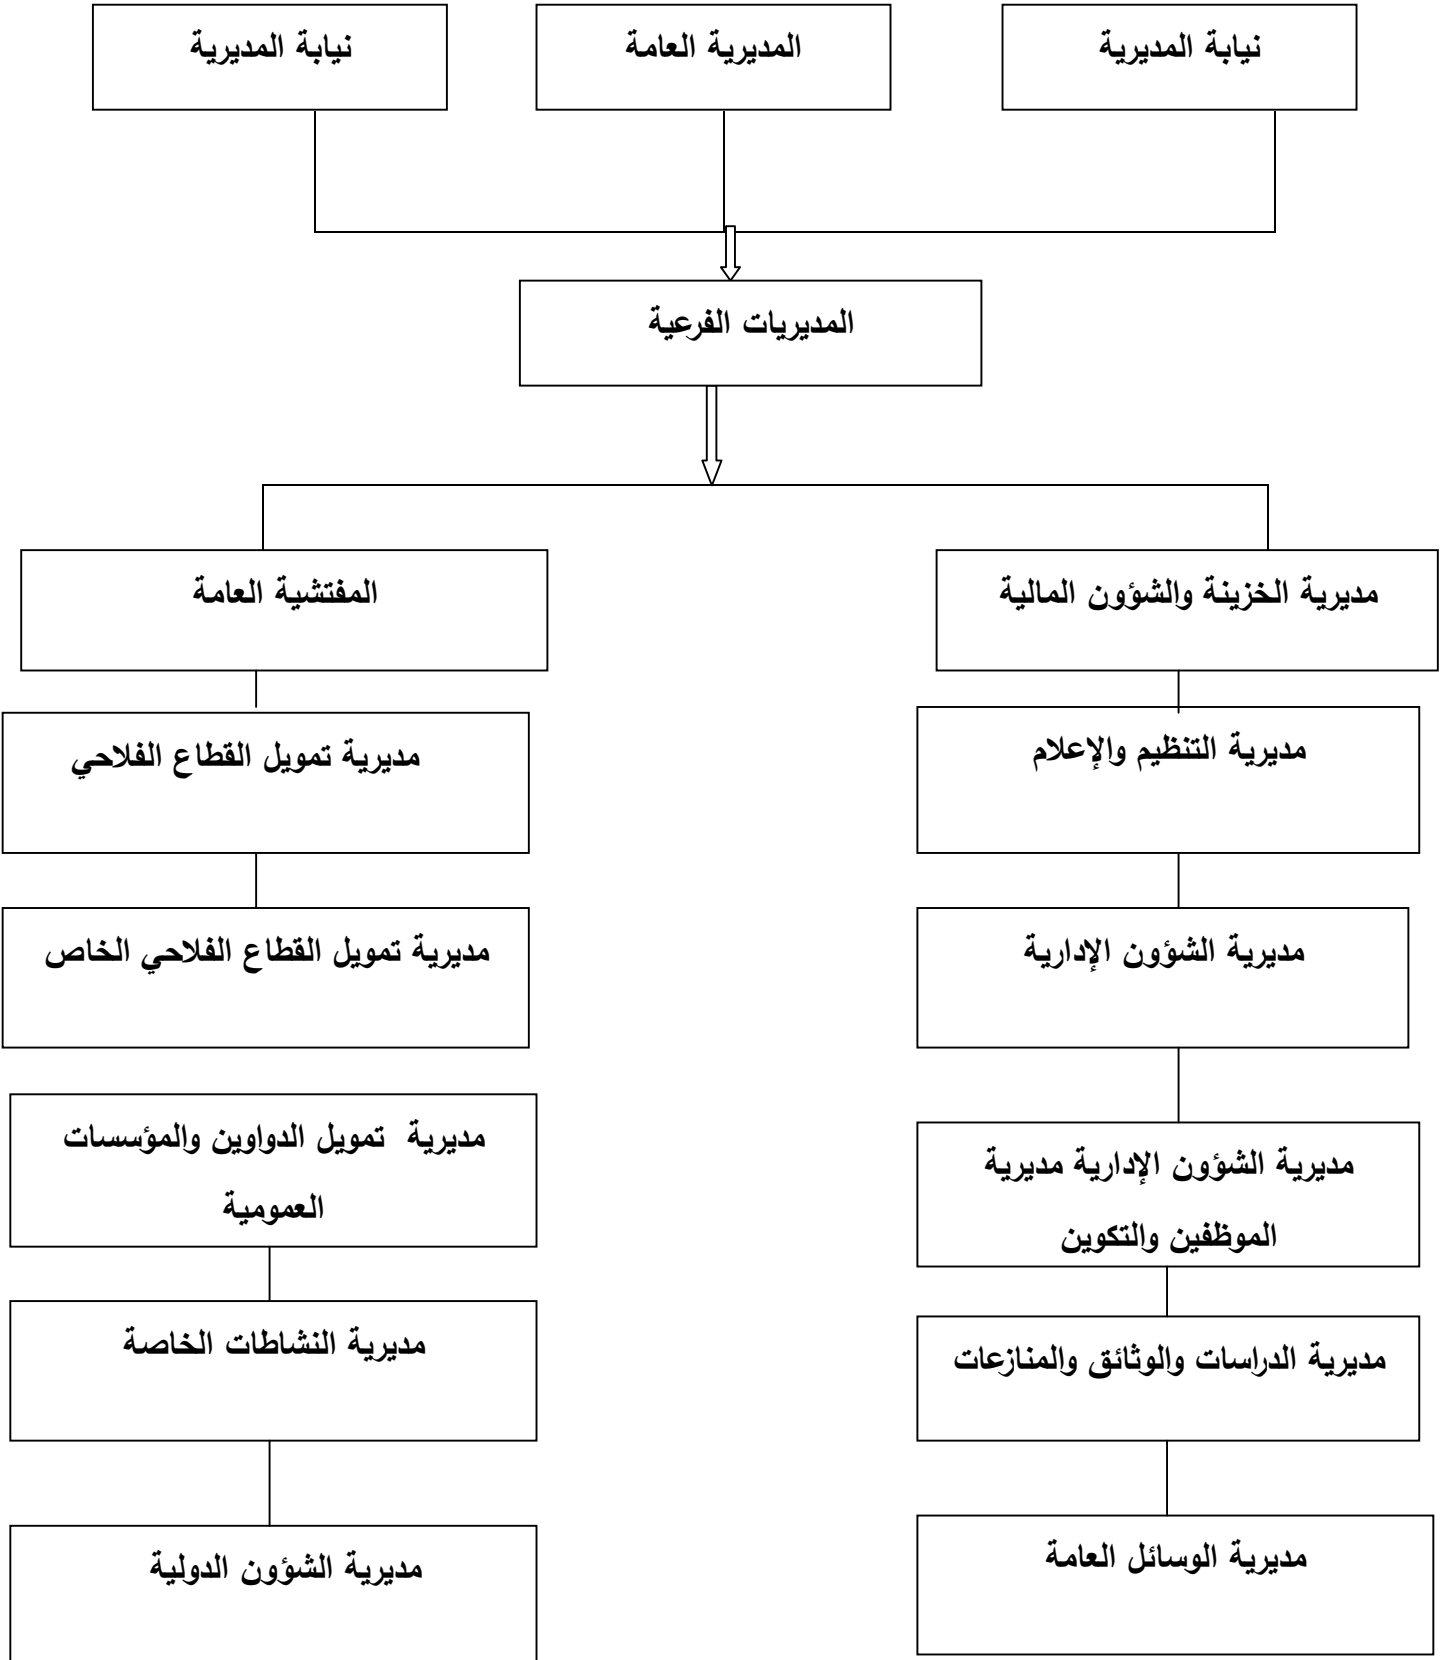 نيابة المديرية
المديرية العامة
نيابة المديرية
المديريات الفرعية
مديرية الخزينة والشؤون المالية
المفتشية العامة
مديرية التنظيم والإعلام
مديرية تمويل القطاع الفلاحي
مديرية الشؤون الإدارية
مديرية تمويل القطاع الفلاحي الخاص
مديرية الشؤون الإدارية مديرية
الموظفين والتكوين
مديرية تمويل الدواوين والمؤسسات
العمومية
مديرية الدراسات والوثائق والمنازعات
مديرية النشاطات الخاصة
مديرية الوسائل العامة
مديرية الشؤون الدولية